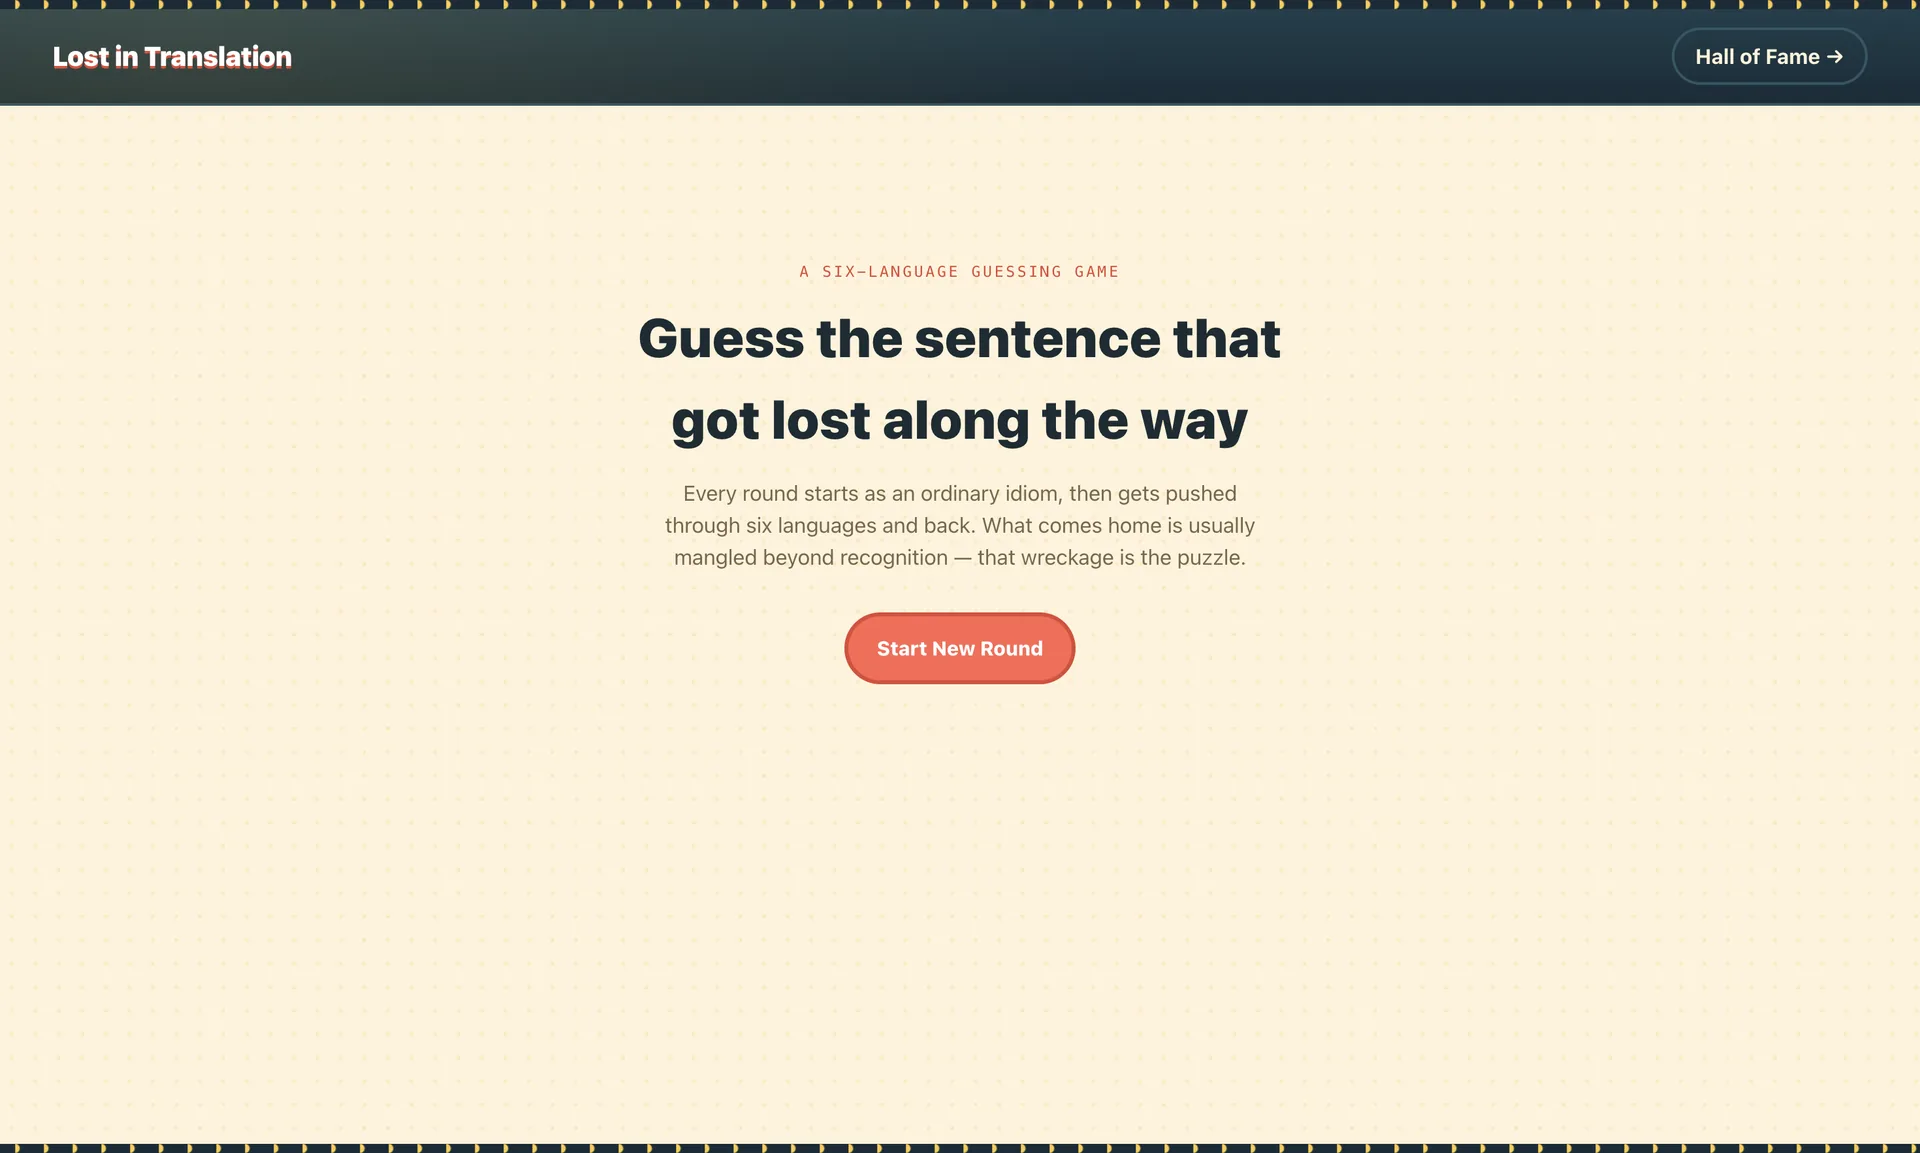 Lost in Translation
Hall of Fame →
A SIX–LANGUAGE GUESSING GAME
Guess the sentence that
got lost along the way
Every round starts as an ordinary idiom, then gets pushed
through six languages and back. What comes home is usually
mangled beyond recognition — that wreckage is the puzzle.
Start New Round